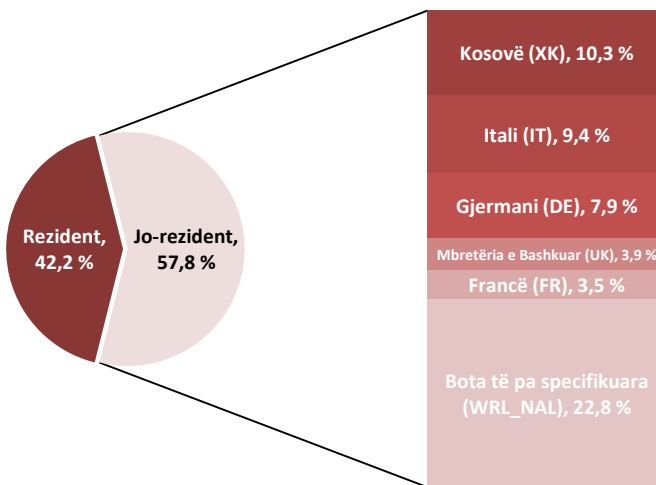 Rezident,
42,2 %
Jo-rezident,
57,8 %
Kosovë (XK), 10,3 %
Itali (IT), 9,4 %
Gjermani (DE), 7,9 %
Mbretëria e Bashkuar (UK), 3,9 %
Francë (FR), 3,5 %
Bota të pa specifikuara
(WRL_NAL), 22,8 %